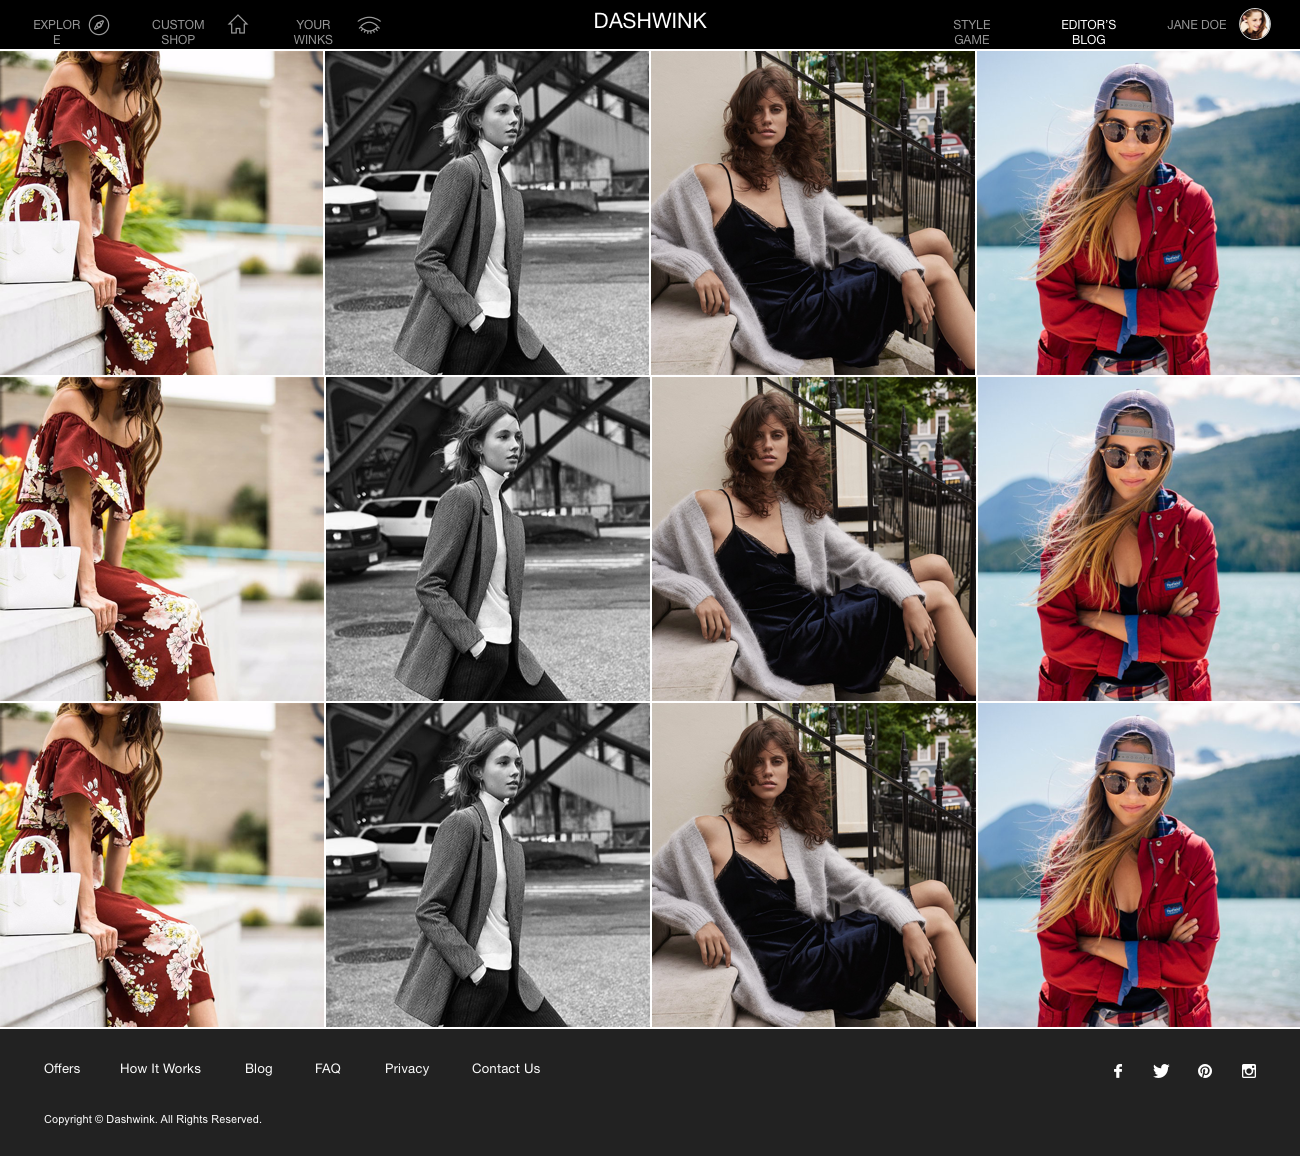 EXPLOR
E
CUSTOM
SHOP
YOUR
WINKS
DASHWINK
STYLE
GAME
EDITOR'S
BLOG
JANE DOE
Offers
How It Works
Blog
FAQ
Privacy
Contact Us
Copyright © Dashwink. All Rights Reserved.